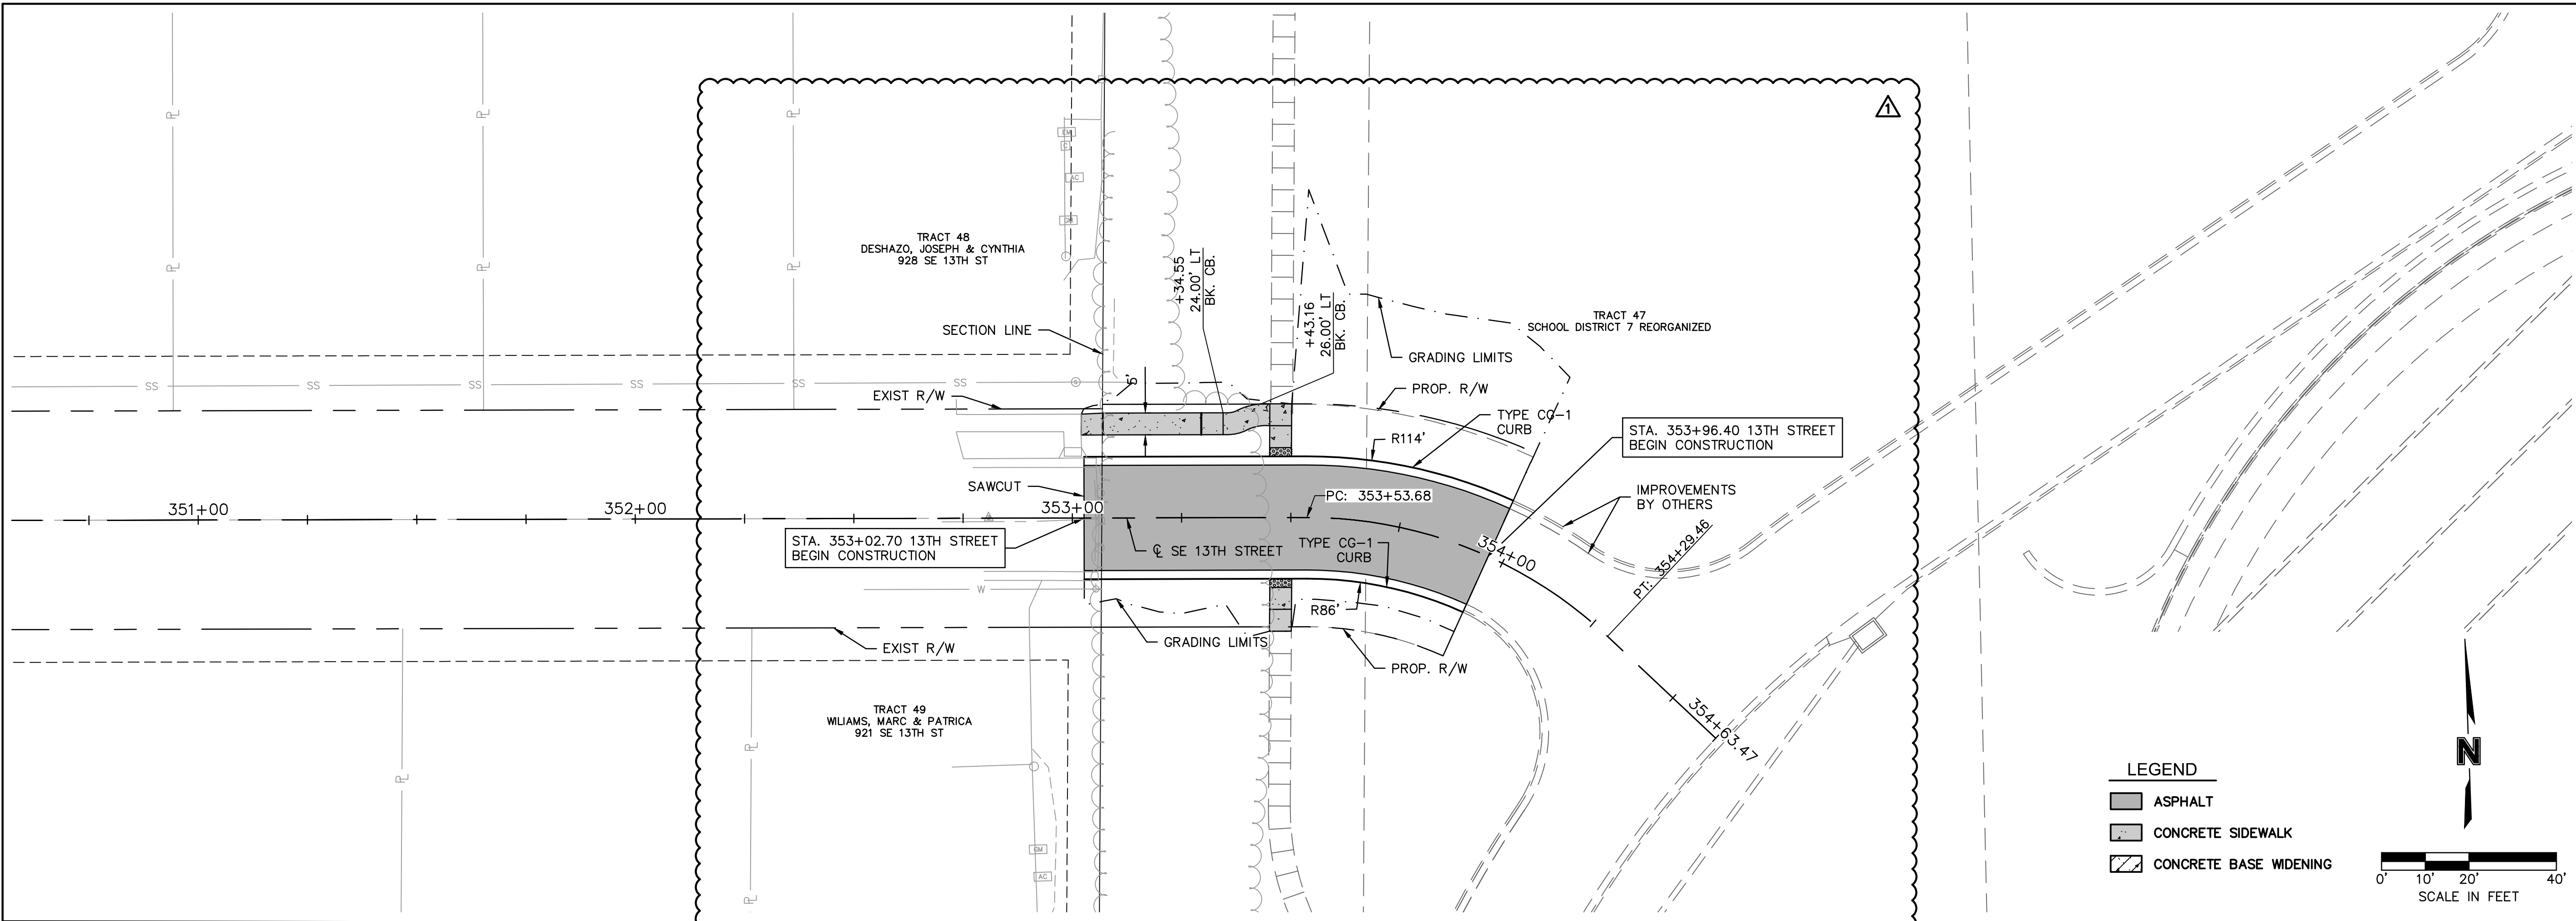 1
TRACT 48
DESHAZO, JOSEPH & CYNTHIA
928 SE 13TH ST
+34.55
24.00' LT
BK. CB.
+43.16
26.00' LT
BK. CB.
TRACT 47
SCHOOL DISTRICT 7 REORGANIZED
SECTION LINE
GRADING LIMITS
EXIST R/W
5'
PROP. R/W
TYPE CG-1
CURB
R114'
STA. 353+96.40 13TH STREET
BEGIN CONSTRUCTION
SAWCUT
PC: 353+53.68
IMPROVEMENTS
BY OTHERS
351+00
352+00
353+00
STA. 353+02.70 13TH STREET
BEGIN CONSTRUCTION
℄ SE 13TH STREET
TYPE CG-1
CURB
354+00
PT: 354+29.46
R86'
GRADING LIMITS
EXIST R/W
PROP. R/W
TRACT 49
WILIAMS, MARC & PATRICA
921 SE 13TH ST
354+63.47
SS
SS
SS
SS
SS
SS
W
AC
C
GM
AC
N
LEGEND
ASPHALT
CONCRETE SIDEWALK
CONCRETE BASE WIDENING
0' 10' 20' 40'
SCALE IN FEET